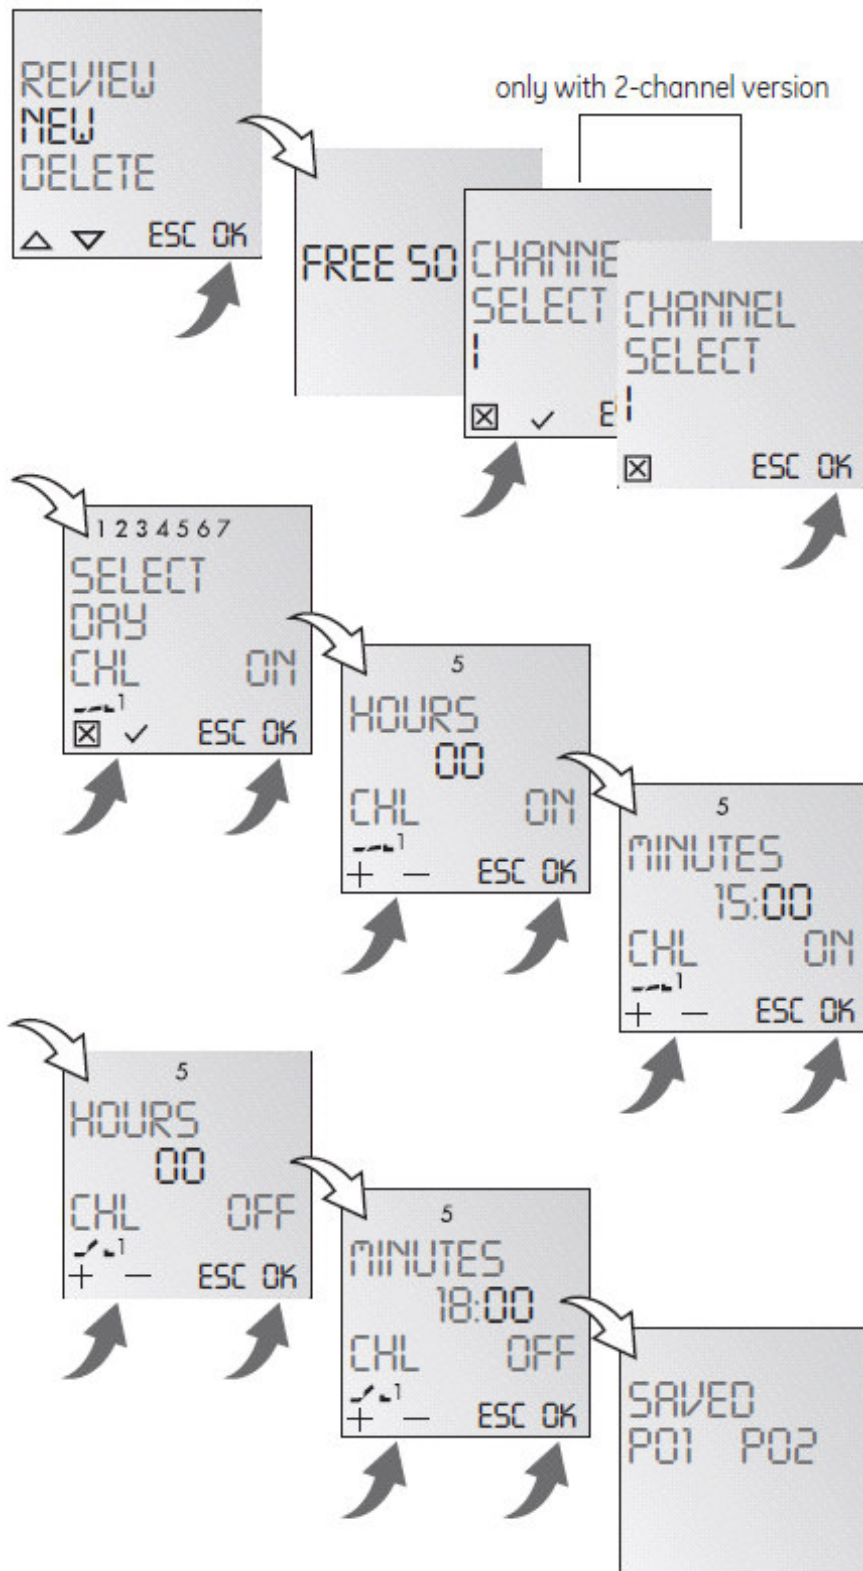 REVIEW
NEW
DELETE
ESC OK
only with 2-channel version
FREE 50
CHANNE
SELECT
1
ES
CHANNEL
SELECT
1
ESC OK
1 2 3 4 5 6 7
SELECT
DAY
CHL ON
1
ESC OK
5
HOURS
00
CHL ON
1
+ - ESC OK
5
MINUTES
15:00
CHL ON
1
+ - ESC OK
5
HOURS
00
CHL OFF
1
+ - ESC OK
5
MINUTES
18:00
CHL OFF
1
+ - ESC OK
SAVED
P01 P02